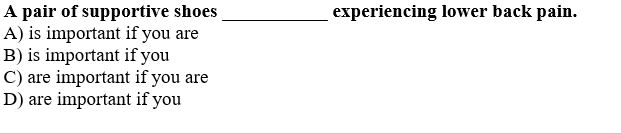 A pair of supportive shoes ____________ experiencing lower back pain.
A) is important if you are
B) is important if you
C) are important if you are
D) are important if you